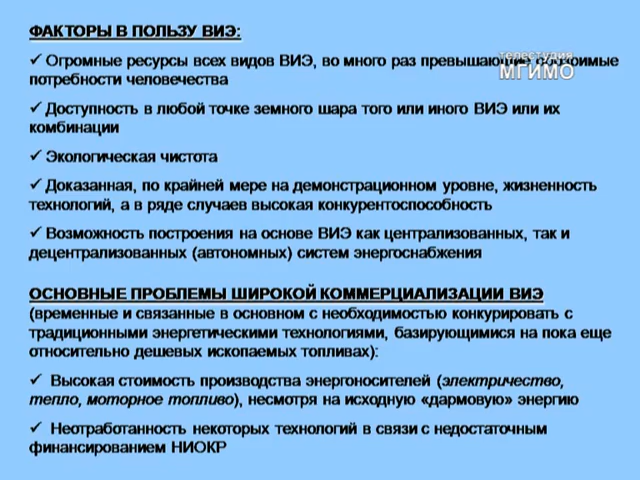 ФАКТОРЫ В ПОЛЬЗУ ВИЭ:
✓ Огромные ресурсы всех видов ВИЭ, во много раз превышающие мыслимые
потребности человечества
✓ Доступность в любой точке земного шара того или иного ВИЭ или их
комбинации
✓ Экологическая чистота
✓ Доказанная, по крайней мере на демонстрационном уровне, жизненность
технологий, а в ряде случаев высокая конкурентоспособность
✓ Возможность построения на основе ВИЭ как централизованных, так и
децентрализованных (автономных) систем энергоснабжения
ОСНОВНЫЕ ПРОБЛЕМЫ ШИРОКОЙ КОММЕРЦИАЛИЗАЦИИ ВИЭ
(временные и связанные в основном с необходимостью конкурировать с
традиционными энергетическими технологиями, базирующимися на пока еще
относительно дешевых ископаемых топливах):
✓ Высокая стоимость производства энергоносителей (электричество,
тепло, моторное топливо), несмотря на исходную «дармовую» энергию
✓ Неотработанность некоторых технологий в связи с недостаточным
финансированием НИОКР
телестудия
МГИМО